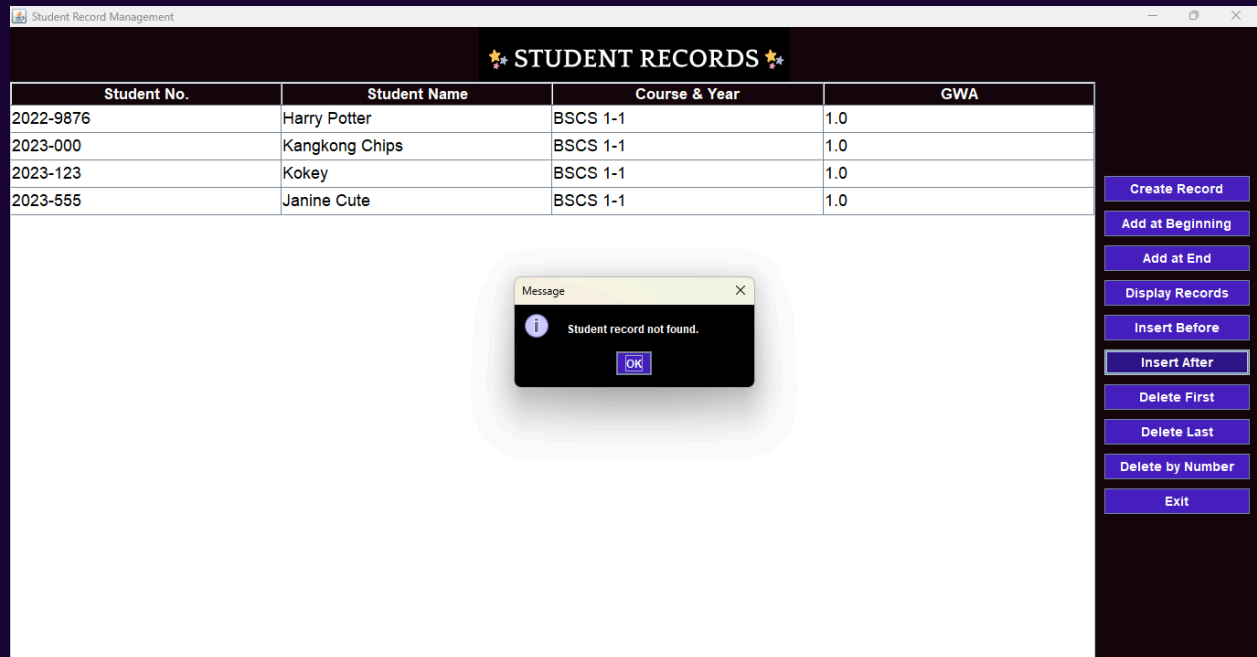 Student Record Management
STUDENT RECORDS
Student No. Student Name Course & Year GWA
2022-9876 Harry Potter BSCS 1-1 1.0
2023-000 Kangkong Chips BSCS 1-1 1.0
2023-123 Kokey BSCS 1-1 1.0
2023-555 Janine Cute BSCS 1-1 1.0
Message
Student record not found.
OK
Create Record
Add at Beginning
Add at End
Display Records
Insert Before
Insert After
Delete First
Delete Last
Delete by Number
Exit